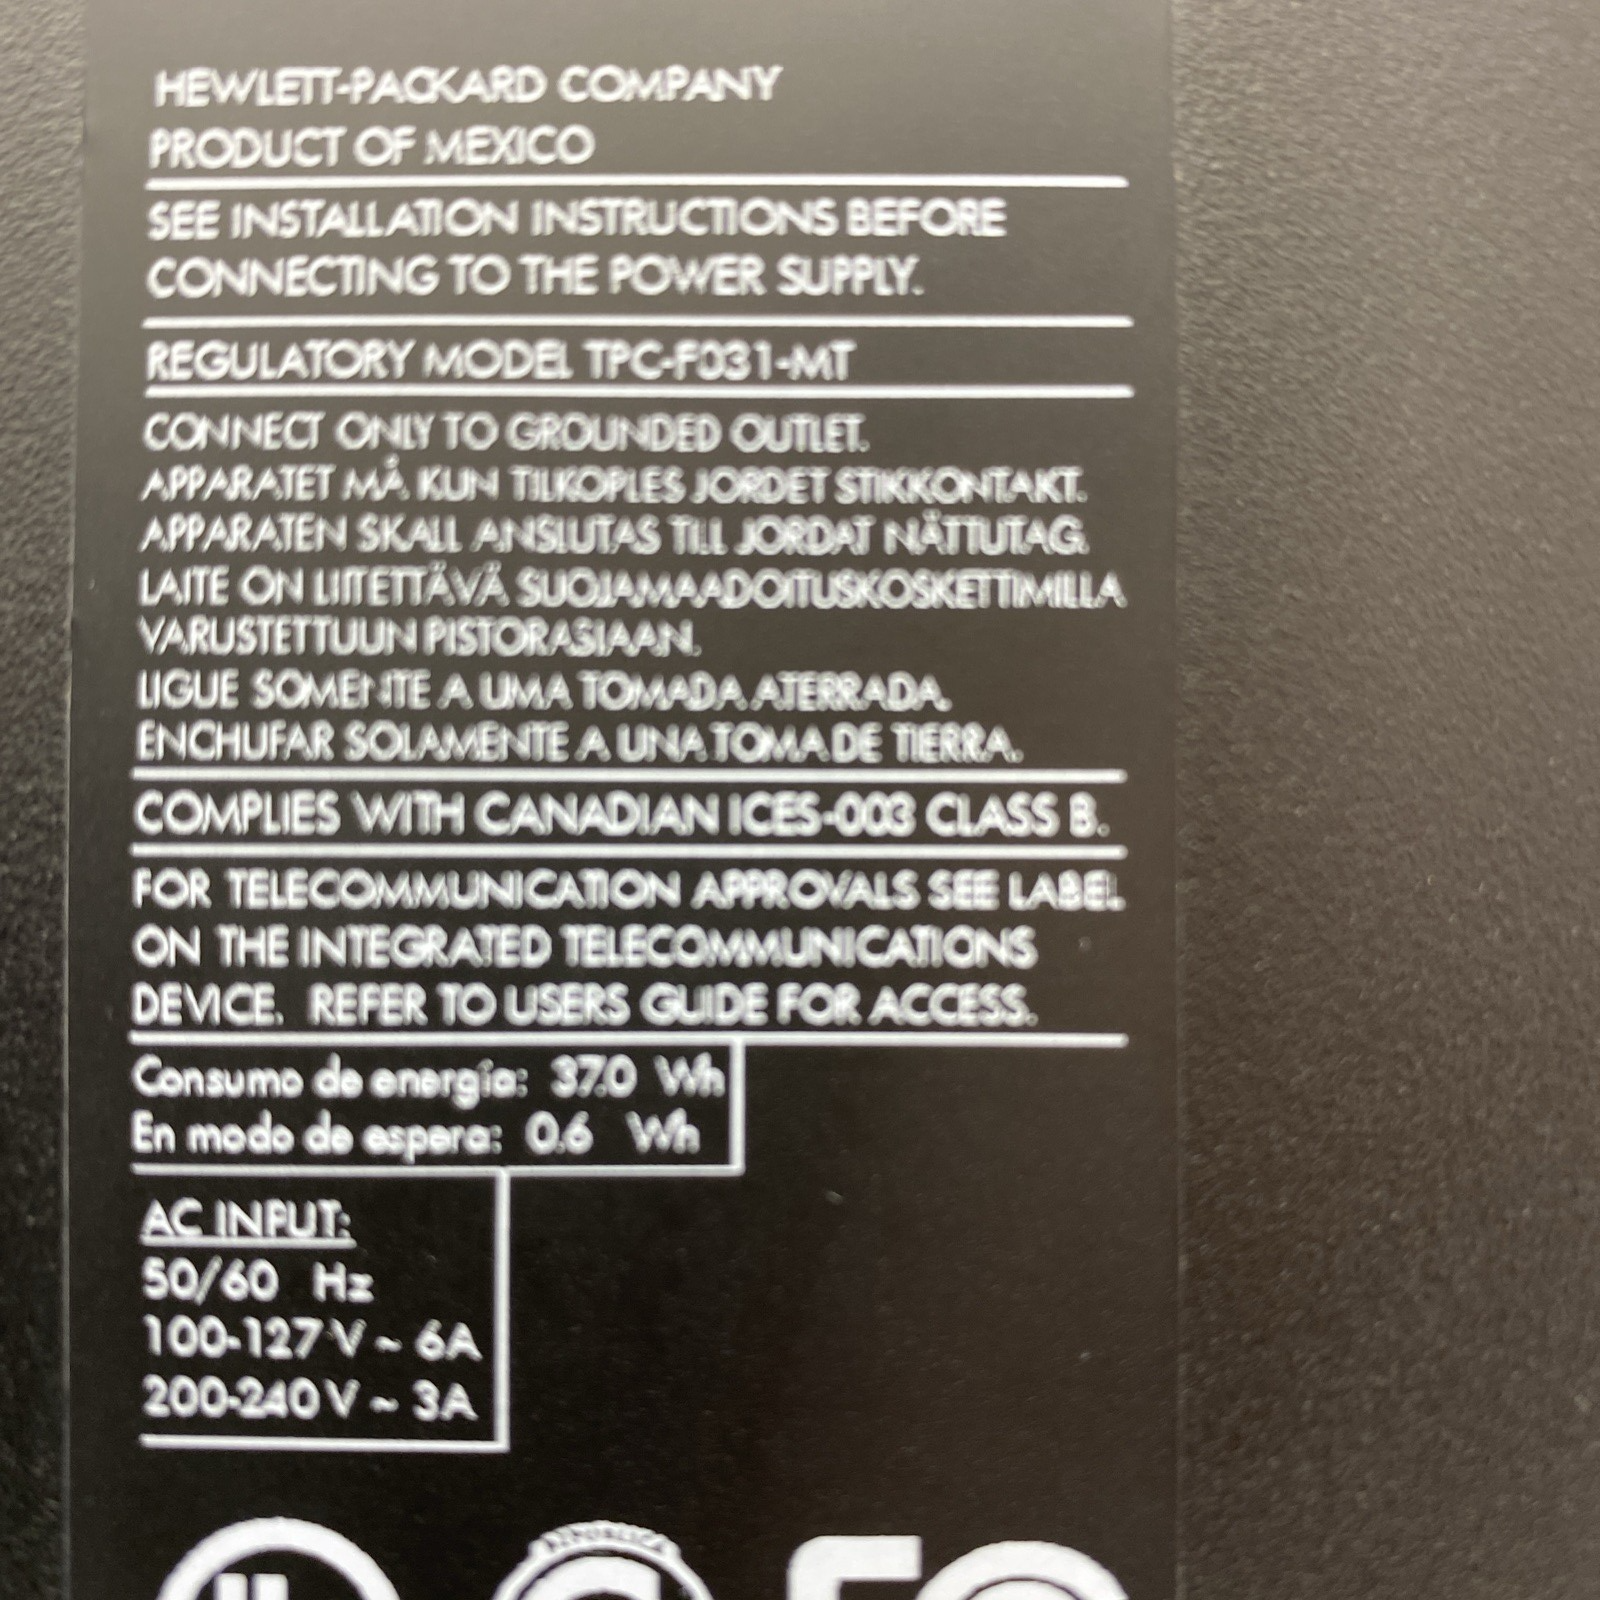 HEWLETT-PACKARD COMPANY
PRODUCT OF MEXICO
SEE INSTALLATION INSTRUCTIONS BEFORE
CONNECTING TO THE POWER SUPPLY.
REGULATORY MODEL TPC-F031-MT
CONNECT ONLY TO GROUNDED OUTLET.
APPARATET MÅ KUN TILKOPLES JORDET STIKKONTAKT.
APPARATEN SKALL ANSLUTAS TILL JORDAT NÄTTUTAG.
LAITE ON LIITETTÄVÄ SUOJAMAADOITUSKOSKETTIMILLA
VARUSTETTUUN PISTORASIAAN.
LIGUE SOMENTE A UMA TOMADA ATERRADA.
ENCHUFAR SOLAMENTE A UNA TOMA DE TIERRA.
COMPLIES WITH CANADIAN ICES-003 CLASS B.
FOR TELECOMMUNICATION APPROVALS SEE LABEL
ON THE INTEGRATED TELECOMMUNICATIONS
DEVICE. REFER TO USERS GUIDE FOR ACCESS.
Consumo de energía: 37.0 Wh
En modo de espera: 0.6 Wh
AC INPUT:
50/60 Hz
100-127 V ~ 6A
200-240 V ~ 3A
REPUBLICA